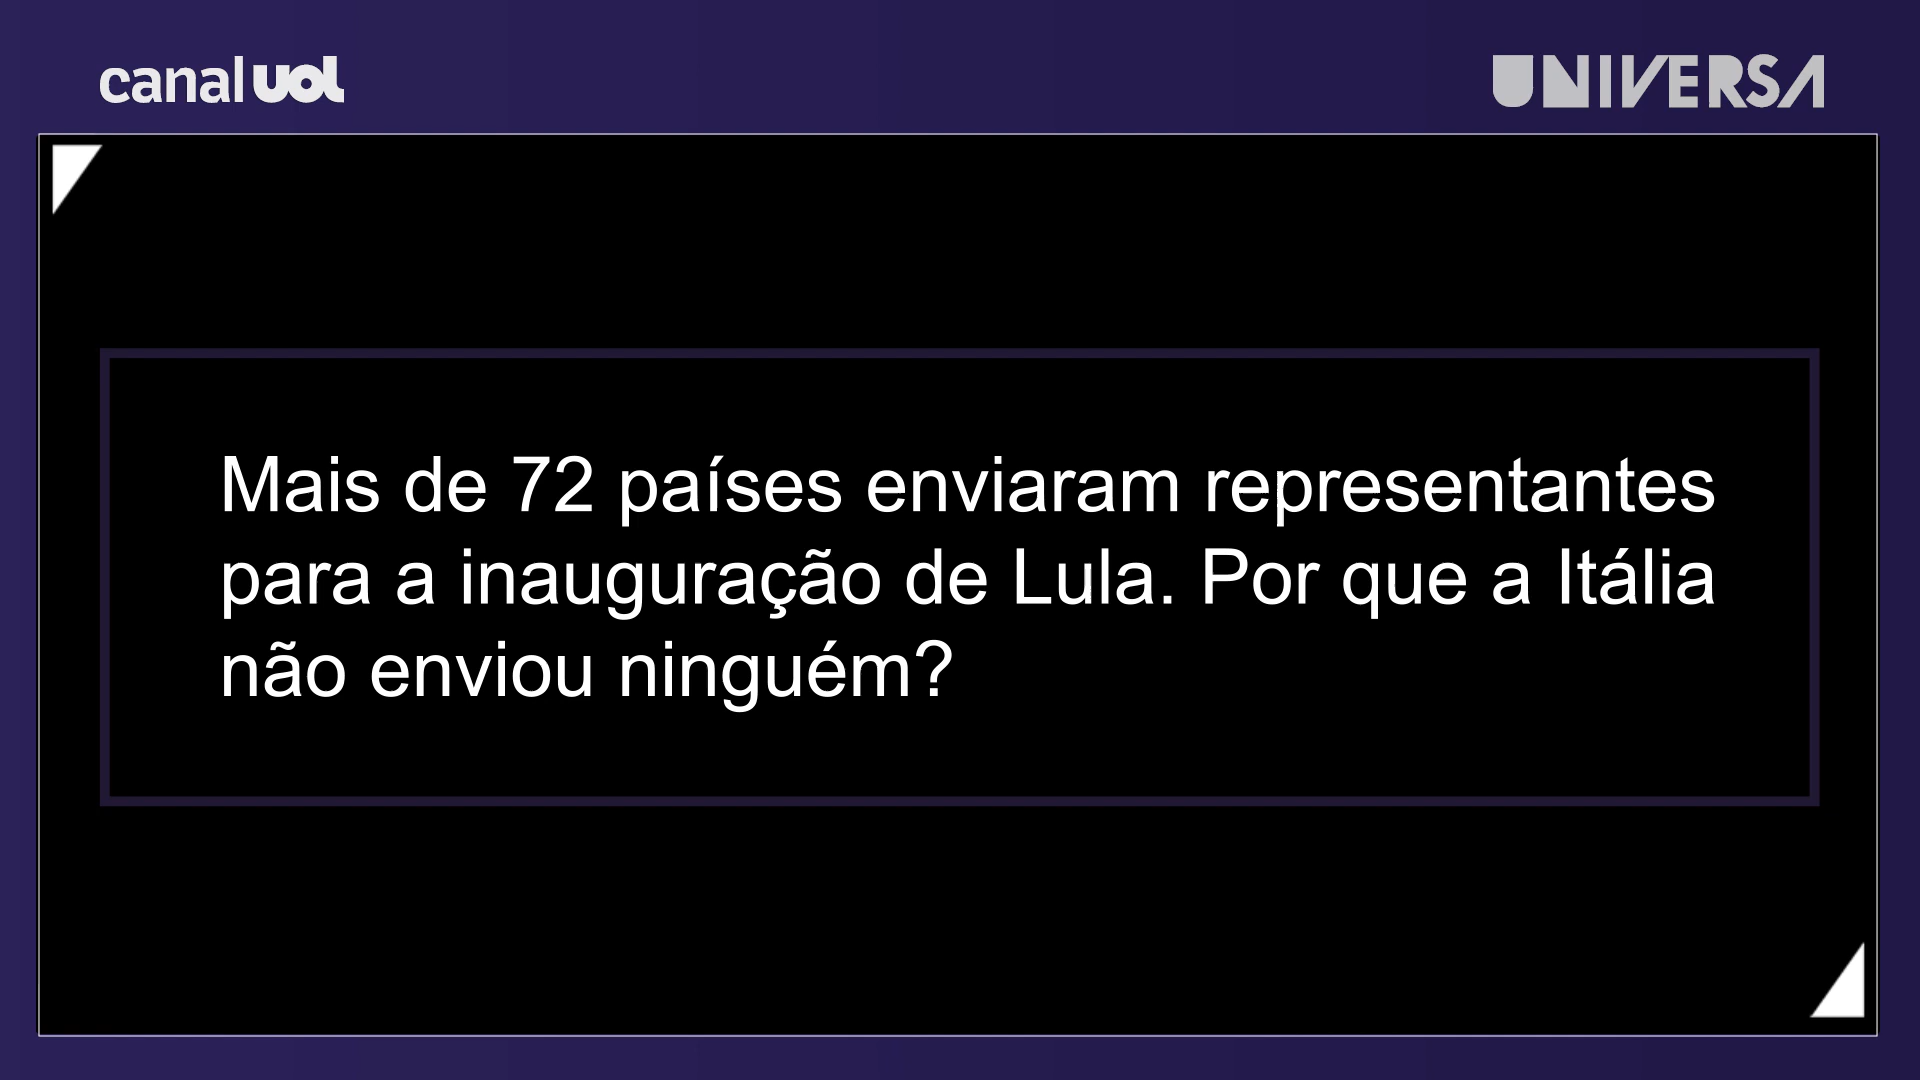 canal uol
UNIVERSA
Mais de 72 países enviaram representantes
para a inauguração de Lula. Por que a Itália
não enviou ninguém?